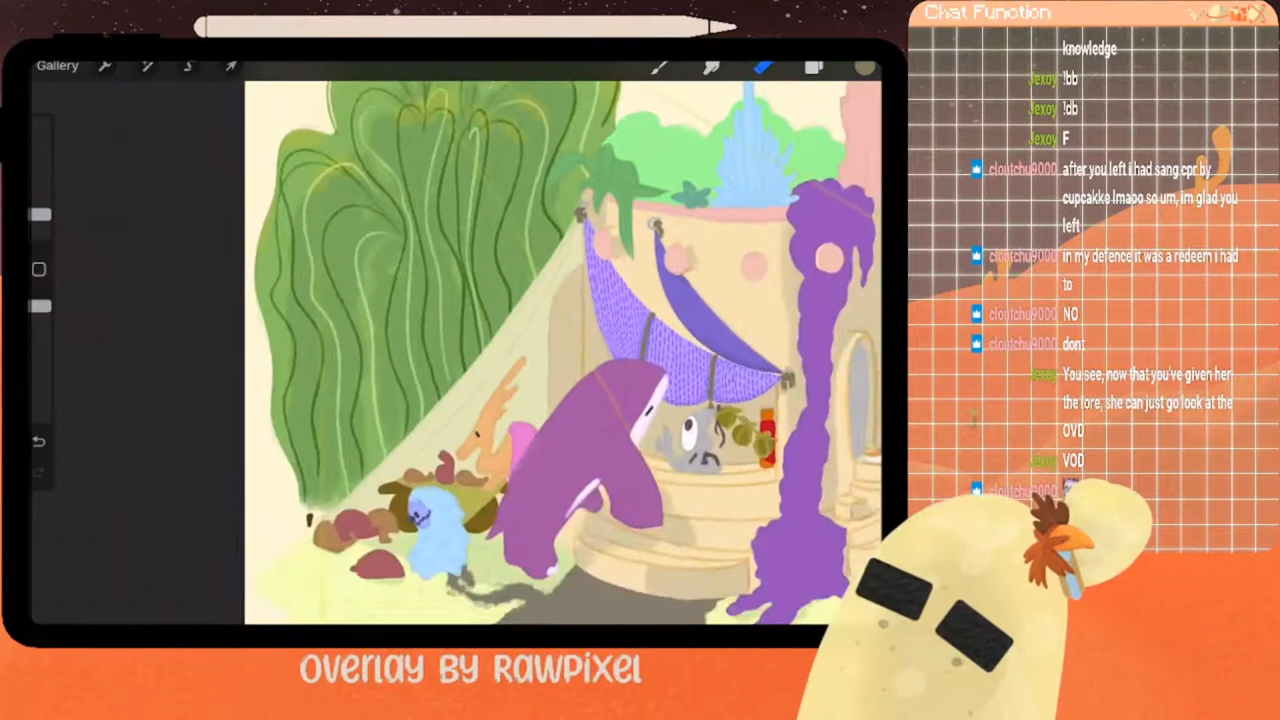 Chat Function
Gallery
knowledge
Jexoy !bb
Jexoy !db
Jexoy F
cloutchu9000 after you left i had sang cpr by
cupcakke lmaoo so um, im glad you
left
cloutchu9000 in my defence it was a redeem i had
to
cloutchu9000 NO
cloutchu9000 dont
Jexoy You see, now that you've given her
the lore, she can just go look at the
OVD
Jexoy VOD
cloutchu9000
Overlay by Rawpixel